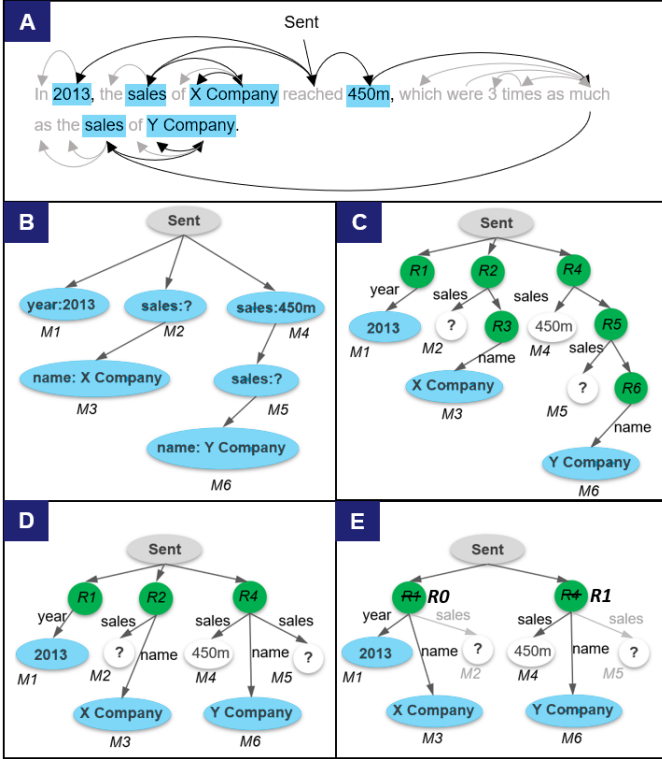 A
Sent
In 2013, the sales of X Company reached 450m, which were 3 times as much
as the sales of Y Company.
B
Sent
year:2013
sales:?
sales:450m
M1
M2
M4
name: X Company
sales:?
M3
M5
name: Y Company
M6
C
Sent
R1
R2
R4
year
sales
sales
2013
?
R3
450m
R5
M1
M2
name
M4
sales
X Company
?
R6
M3
M5
name
Y Company
M6
D
Sent
R1
R2
R4
year
sales
sales
sales
2013
?
name
450m
name
?
M1
M2
M4
M5
X Company
Y Company
M3
M6
E
Sent
R1 R0
R4 R1
year
sales
sales
sales
2013
name
?
450m
name
?
M1
M2
M4
M5
X Company
Y Company
M3
M6